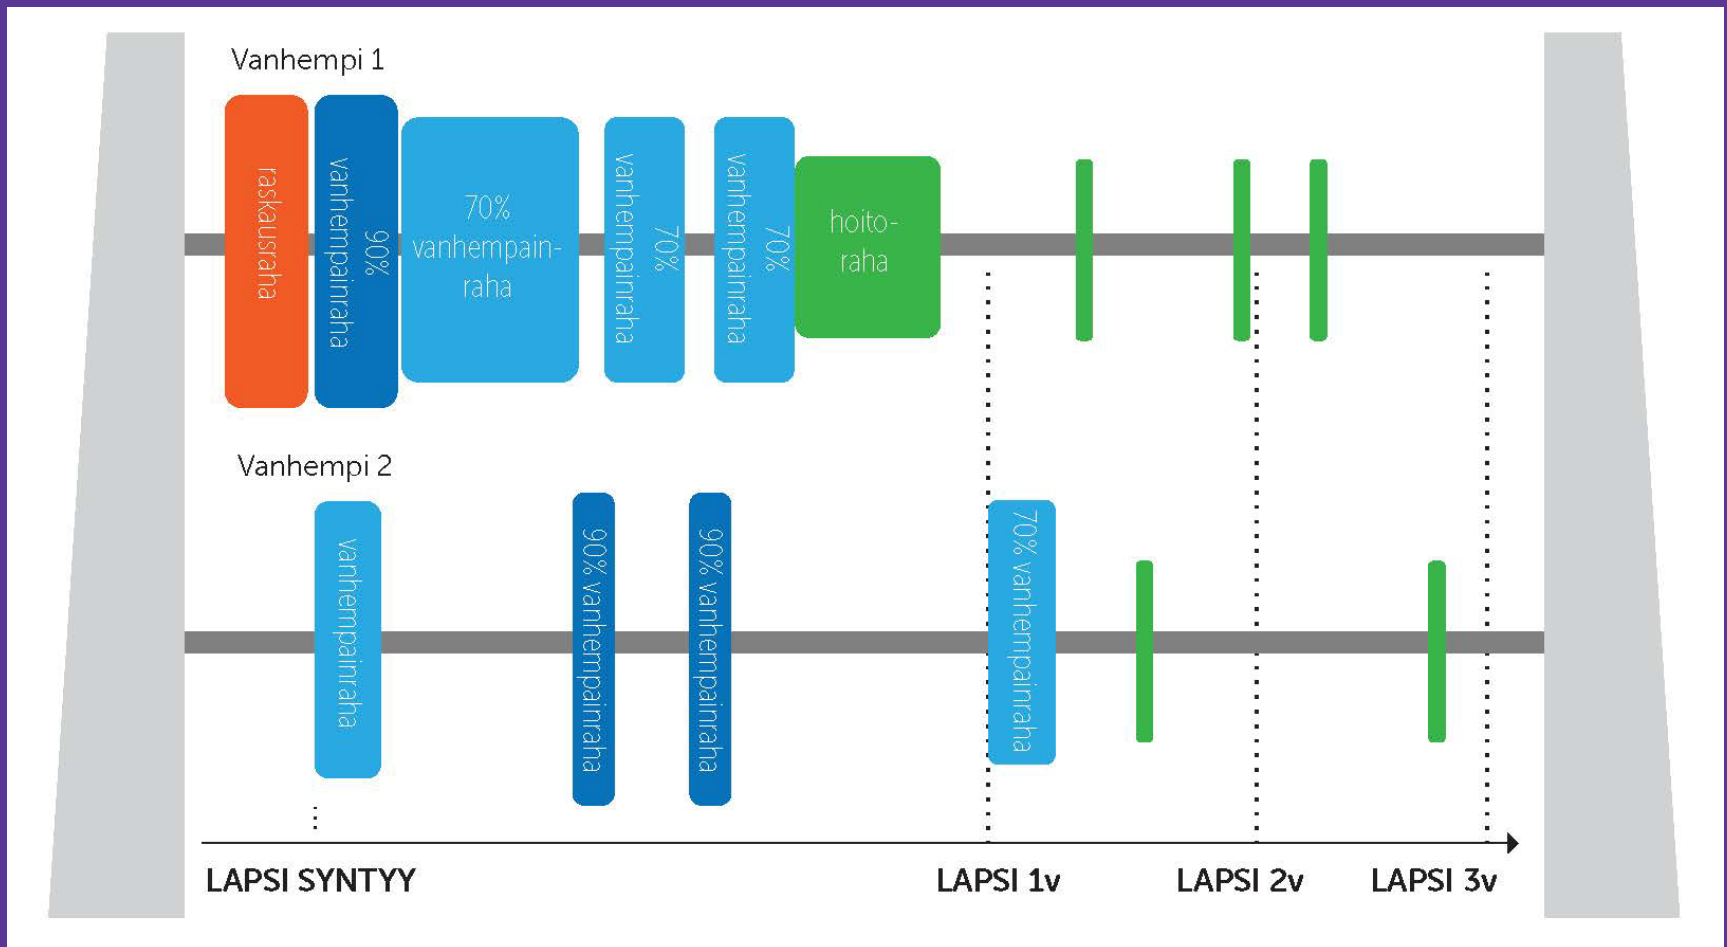 Vanhempi 1
raskausraha
90%
vanhempainraha
70%
vanhempain-
raha
70%
vanhempainraha
70%
vanhempainraha
hoito-
raha
Vanhempi 2
vanhempainraha
90% vanhempainraha
90% vanhempainraha
70% vanhempainraha
LAPSI SYNTYY
LAPSI 1v
LAPSI 2v
LAPSI 3v